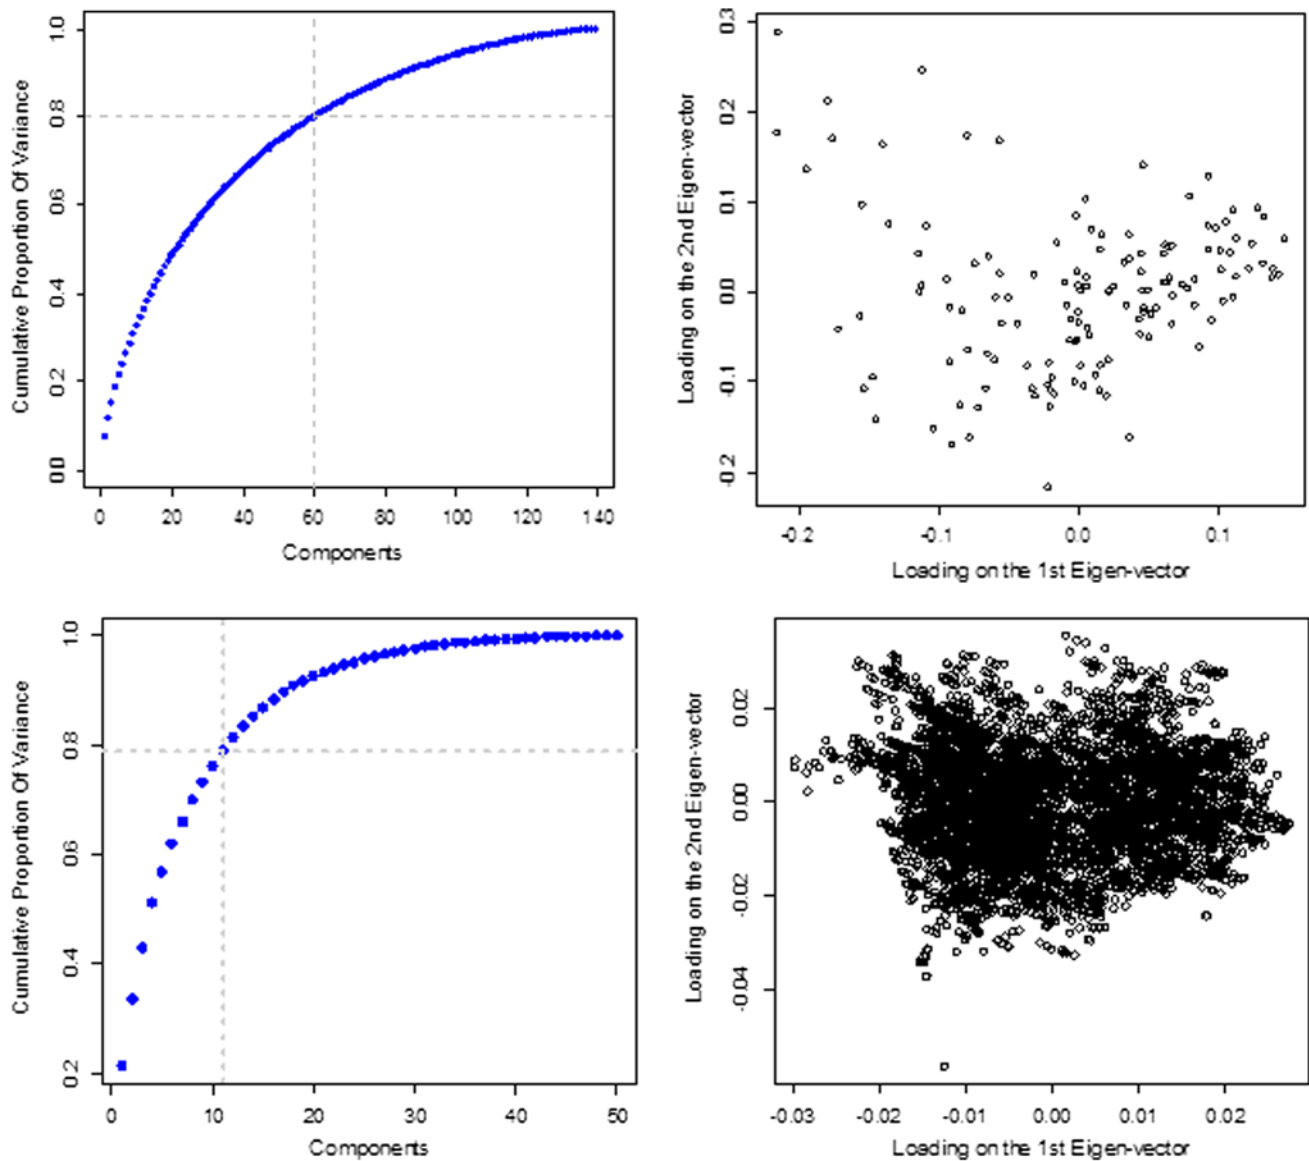 Cumulative Proportion Of Variance
1.0
0.8
0.6
0.4
0.2
0.0
0 20 40 60 80 100 120 140
Components
Loading on the 2nd Eigen-vector
0.3
0.2
0.1
0.0
-0.1
-0.2
-0.2 -0.1 0.0 0.1
Loading on the 1st Eigen-vector
Cumulative Proportion Of Variance
1.0
0.8
0.6
0.4
0.2
0 10 20 30 40 50
Components
Loading on the 2nd Eigen-vector
0.02
0.00
-0.02
-0.04
-0.03 -0.02 -0.01 0.00 0.01 0.02
Loading on the 1st Eigen-vector